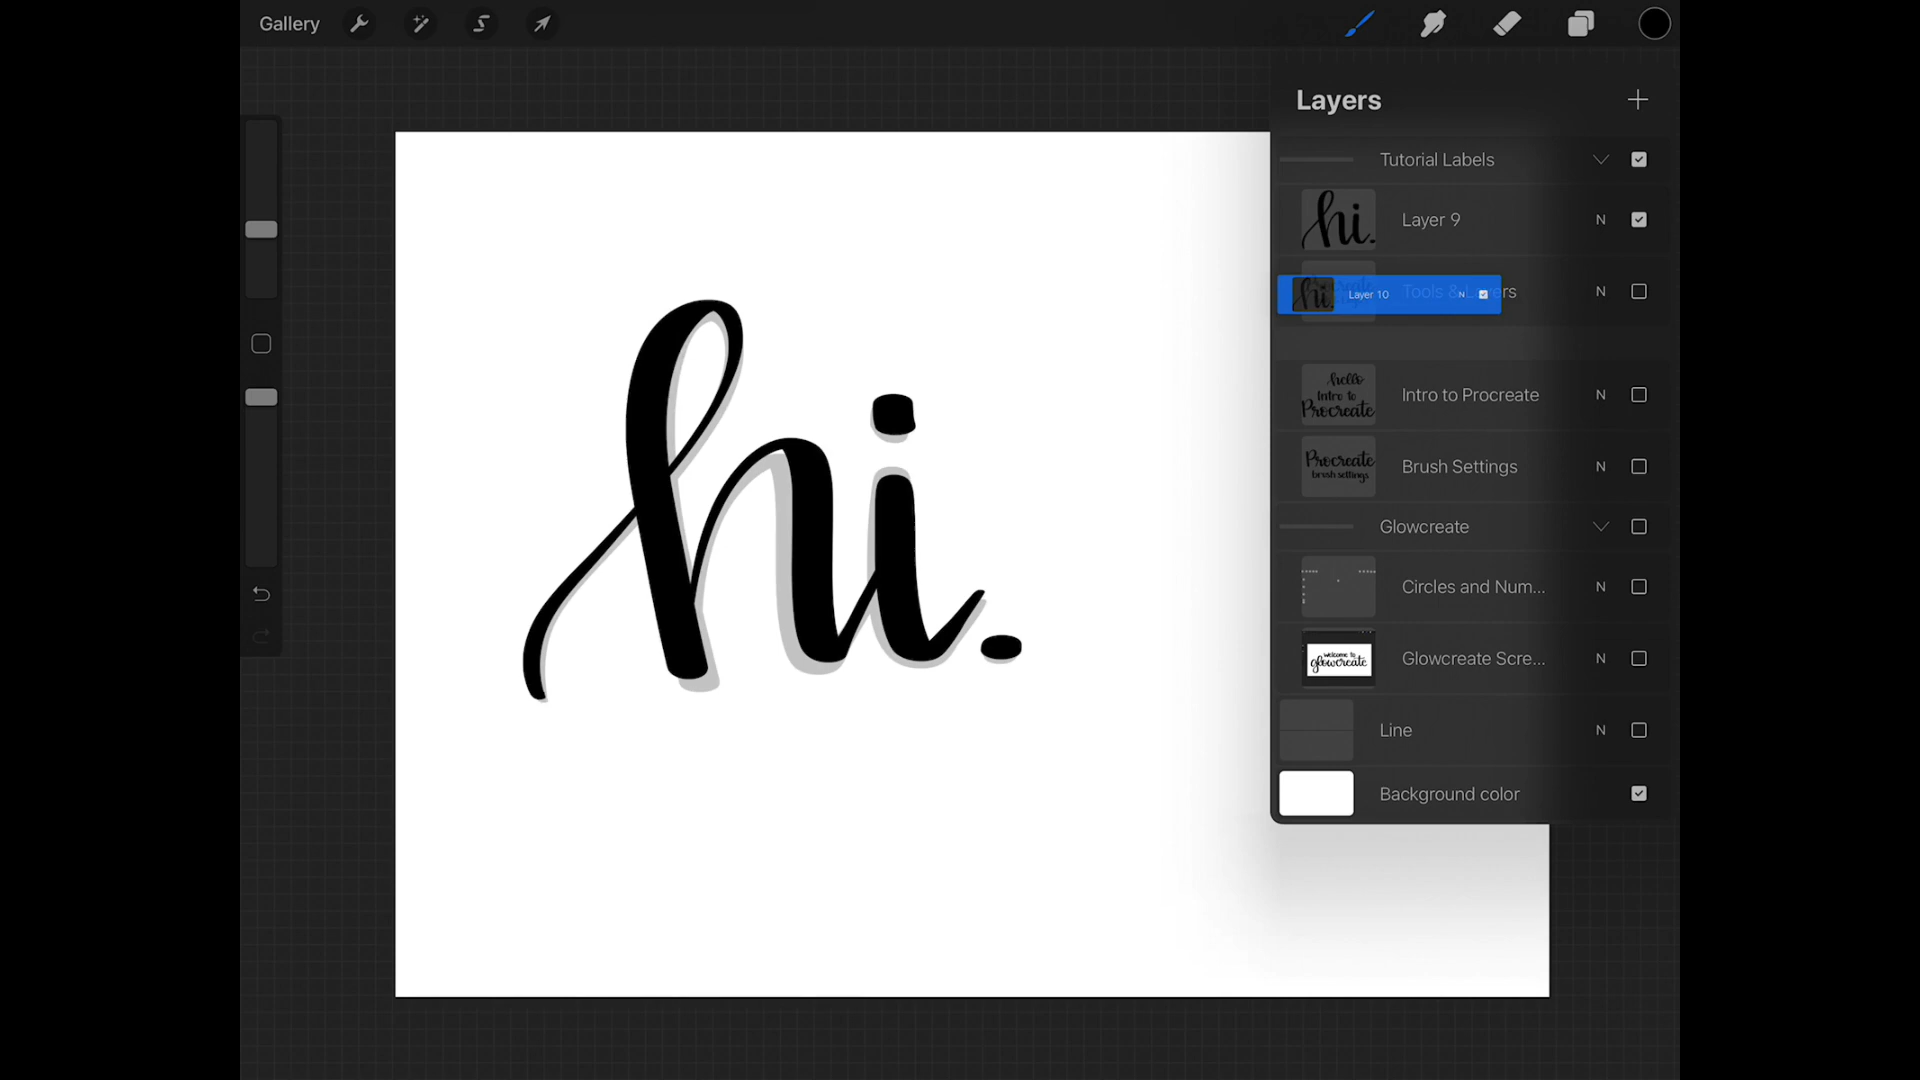 Gallery
Layers
Tutorial Labels
hi.
Layer 9
N
hi.
Layer 10
N
Tools & Layers
N
hello
Intro to
Procreate
Intro to Procreate
N
Procreate
brush settings
Brush Settings
N
Glowcreate
Circles and Num...
N
welcome to
glowcreate
Glowcreate Scre...
N
Line
N
Background color
hi.